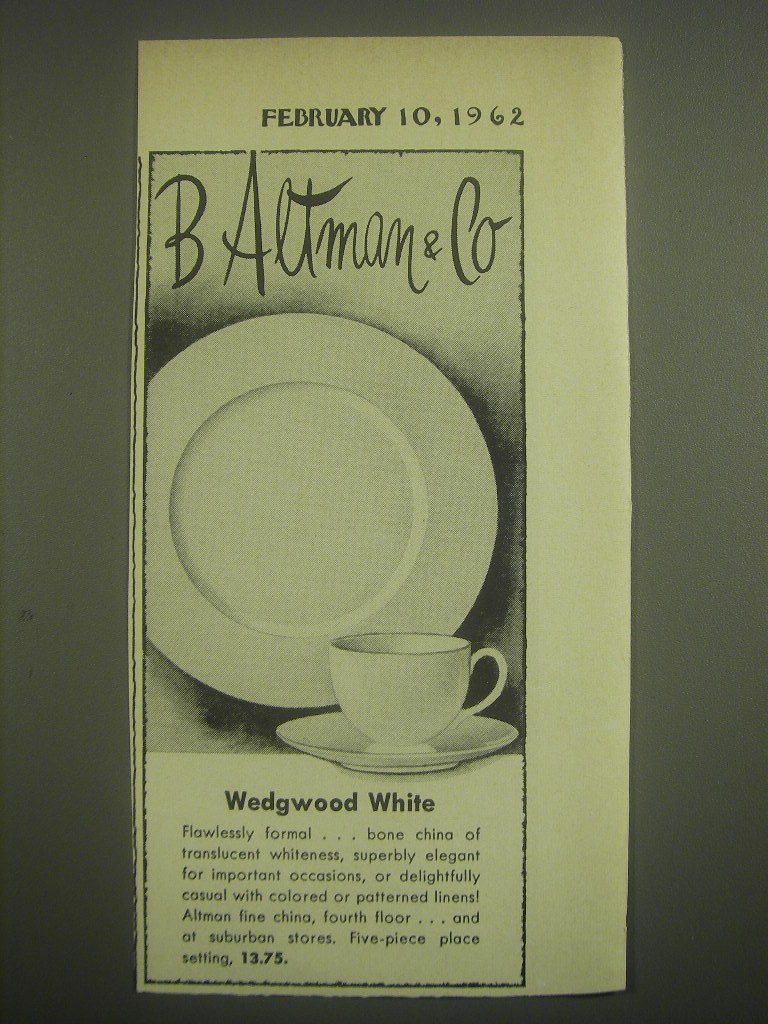 FEBRUARY 10, 1962
B Altman & Co
Wedgwood White
Flawlessly formal . . . bone china of
translucent whiteness, superbly elegant
for important occasions, or delightfully
casual with colored or patterned linens!
Altman fine china, fourth floor . . . and
at suburban stores. Five-piece place
setting, 13.75.